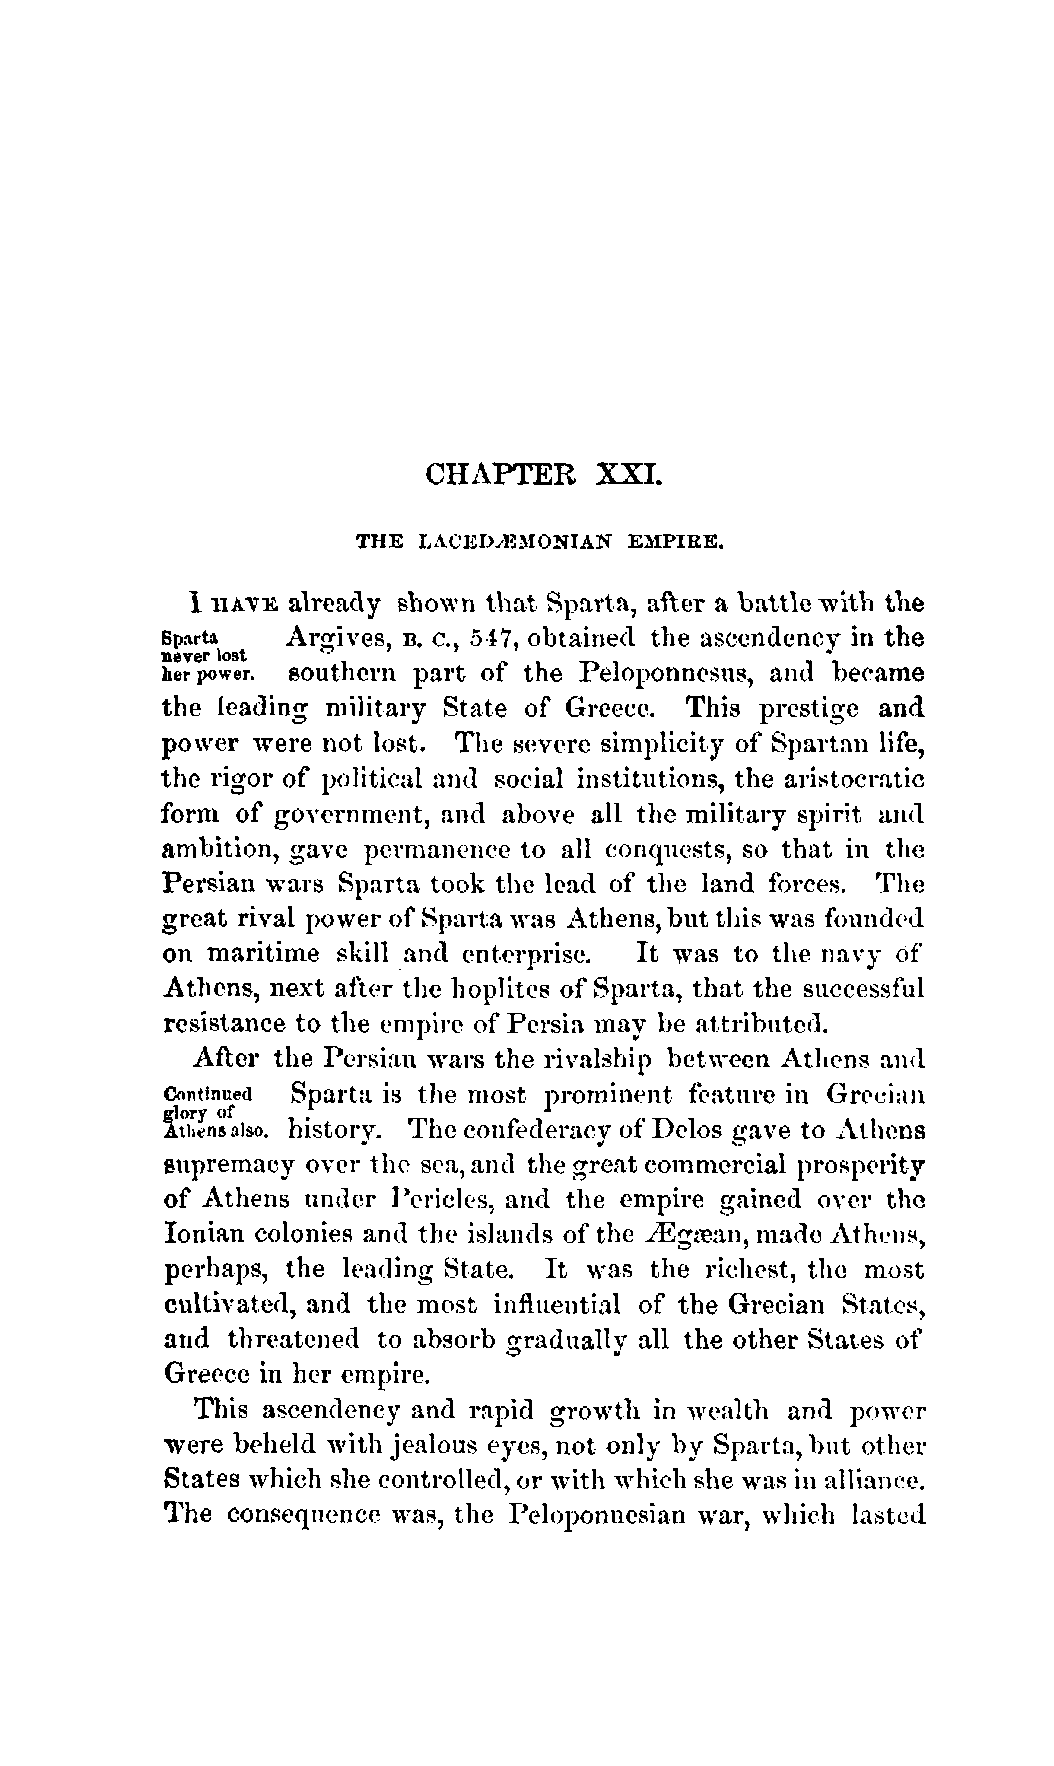 CHAPTER XXI.
THE LACEDÆMONIAN EMPIRE.
I HAVE already shown that Sparta, after a battle with the
Sparta never lost her power.
Argives, B. C., 547, obtained the ascendency in the
southern part of the Peloponnesus, and became
the leading military State of Greece. This prestige and
power were not lost. The severe simplicity of Spartan life,
the rigor of political and social institutions, the aristocratic
form of government, and above all the military spirit and
ambition, gave permanence to all conquests, so that in the
Persian wars Sparta took the lead of the land forces. The
great rival power of Sparta was Athens, but this was founded
on maritime skill and enterprise. It was to the navy of
Athens, next after the hoplites of Sparta, that the successful
resistance to the empire of Persia may be attributed.
After the Persian wars the rivalship between Athens and
Continued glory of Athens also.
Sparta is the most prominent feature in Grecian
history. The confederacy of Delos gave to Athens
supremacy over the sea, and the great commercial prosperity
of Athens under Pericles, and the empire gained over the
Ionian colonies and the islands of the Ægæan, made Athens,
perhaps, the leading State. It was the richest, the most
cultivated, and the most influential of the Grecian States,
and threatened to absorb gradually all the other States of
Greece in her empire.
This ascendency and rapid growth in wealth and power
were beheld with jealous eyes, not only by Sparta, but other
States which she controlled, or with which she was in alliance.
The consequence was, the Peloponnesian war, which lasted